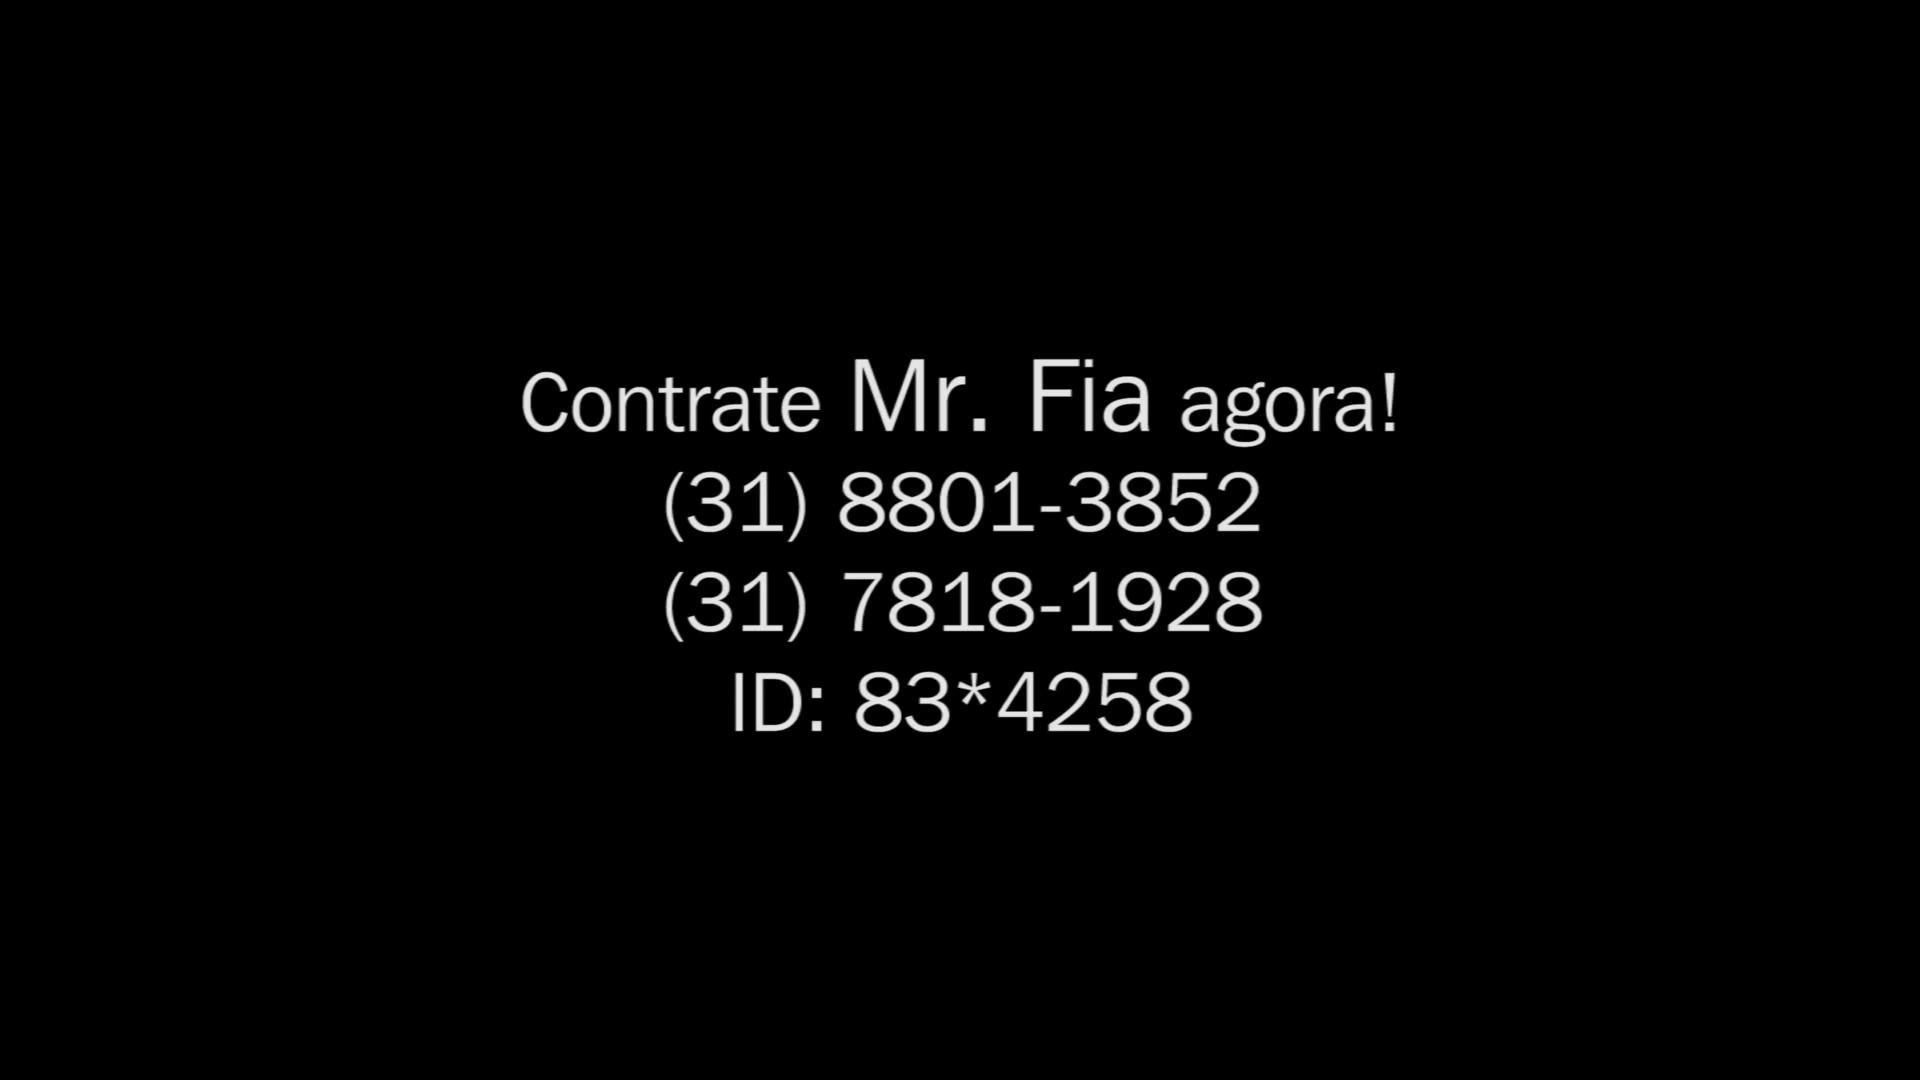 Contrate Mr. Fia agora!
(31) 8801-3852
(31) 7818-1928
ID: 83*4258